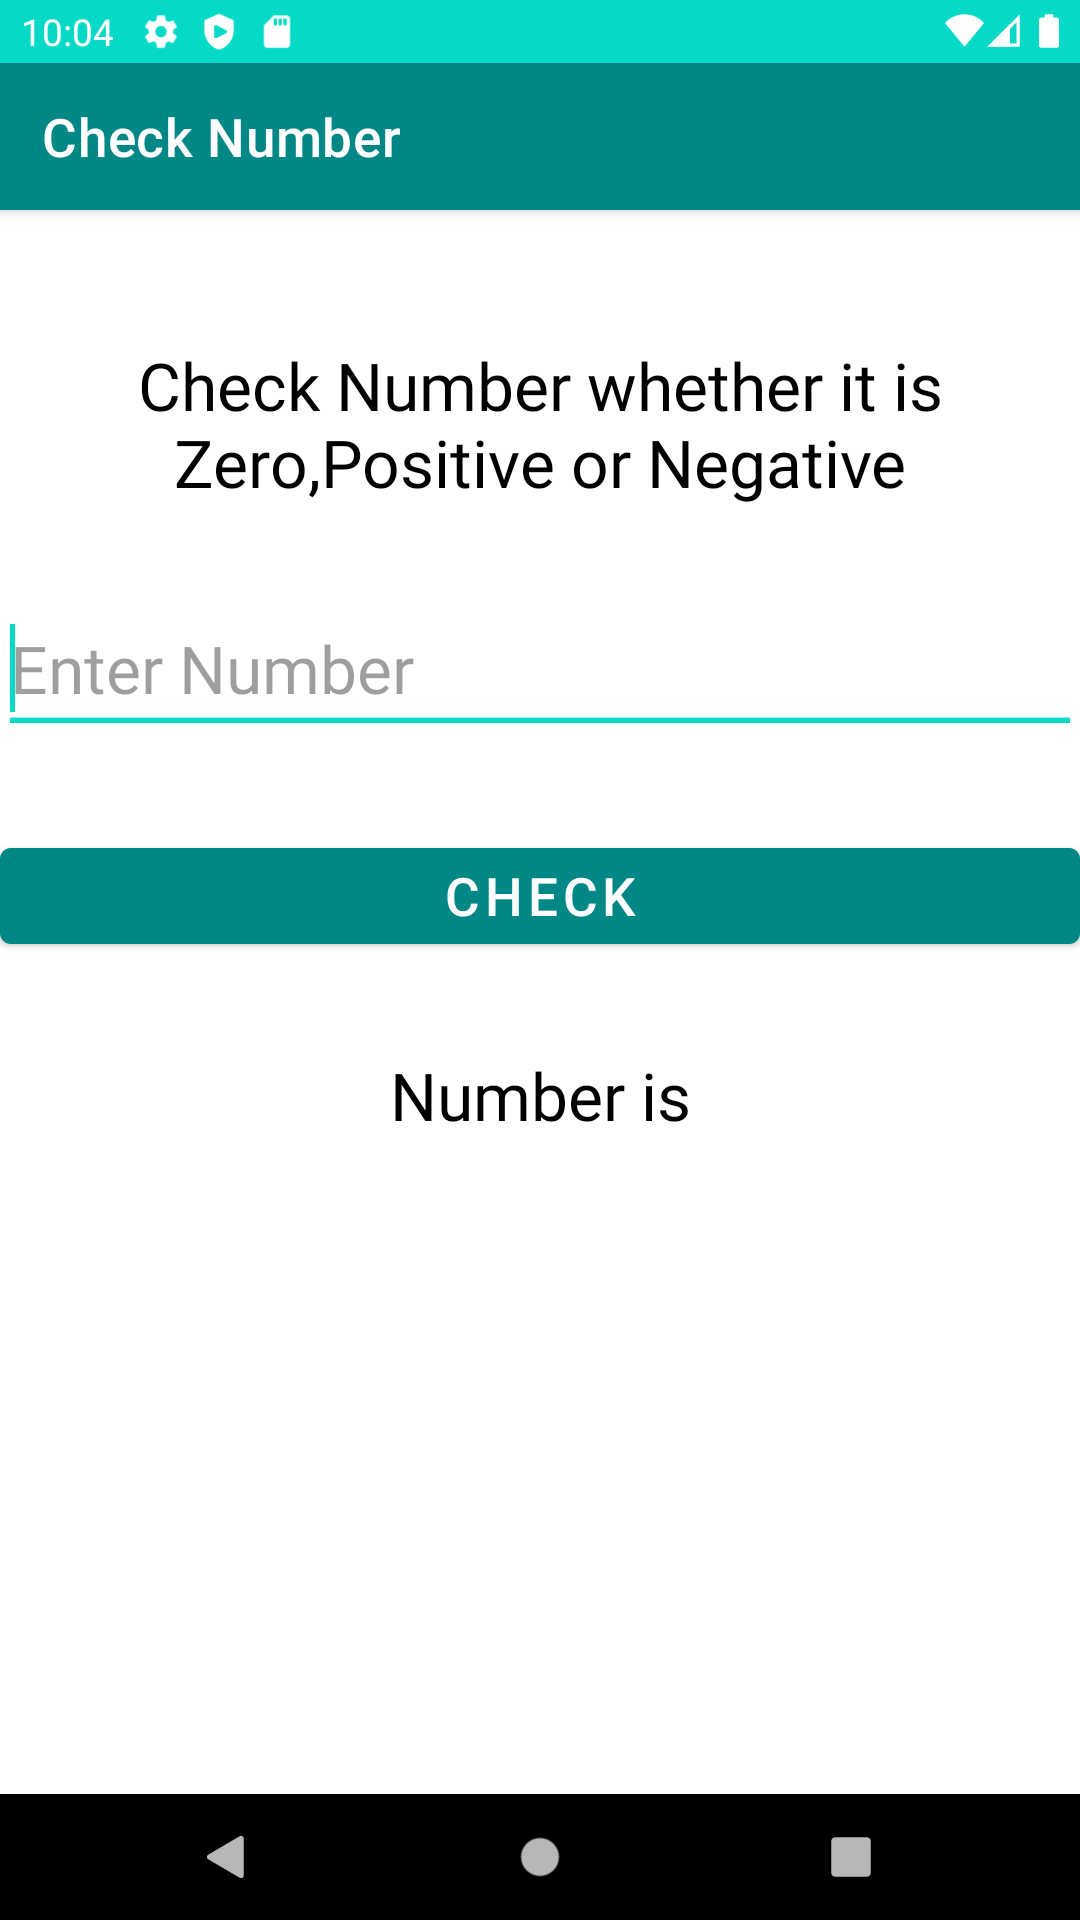 10:04
Check Number
Check Number whether it is
Zero,Positive or Negative
Enter Number
CHECK
Number is